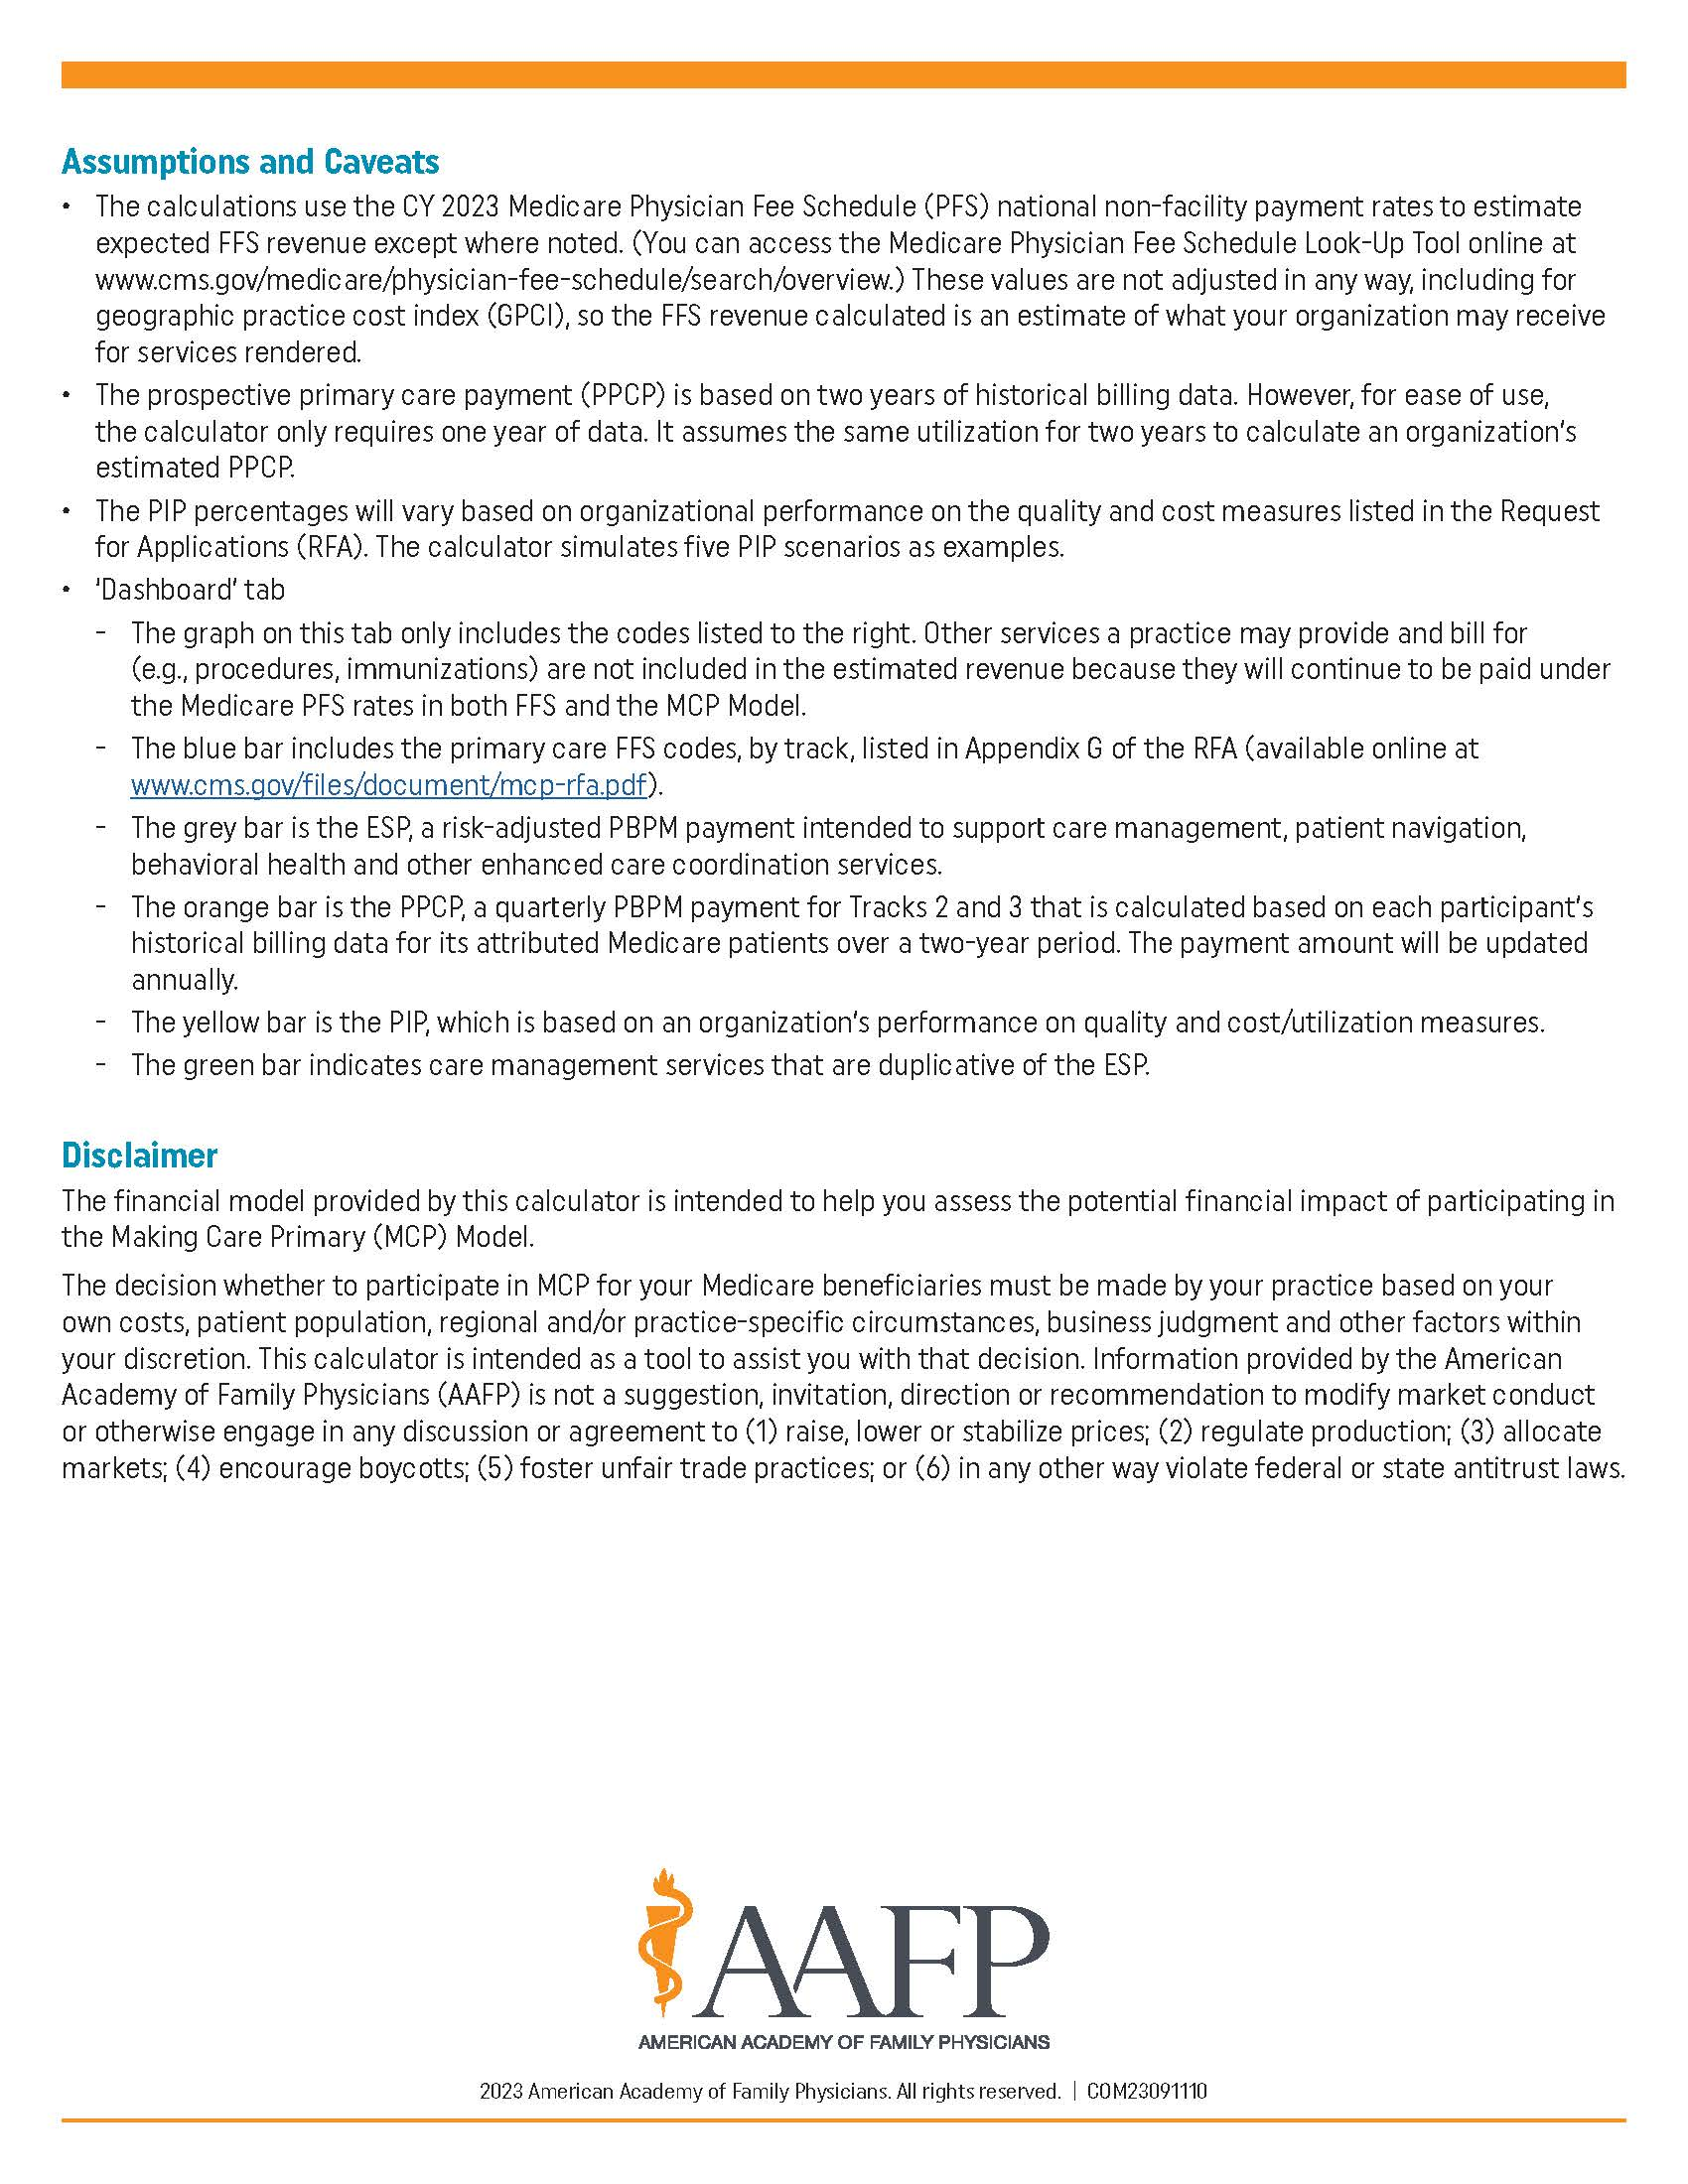 Assumptions and Caveats
• The calculations use the CY 2023 Medicare Physician Fee Schedule (PFS) national non-facility payment rates to estimate
expected FFS revenue except where noted. (You can access the Medicare Physician Fee Schedule Look-Up Tool online at
www.cms.gov/medicare/physician-fee-schedule/search/overview.) These values are not adjusted in any way, including for
geographic practice cost index (GPCI), so the FFS revenue calculated is an estimate of what your organization may receive
for services rendered.
• The prospective primary care payment (PPCP) is based on two years of historical billing data. However, for ease of use,
the calculator only requires one year of data. It assumes the same utilization for two years to calculate an organization's
estimated PPCP.
• The PIP percentages will vary based on organizational performance on the quality and cost measures listed in the Request
for Applications (RFA). The calculator simulates five PIP scenarios as examples.
• 'Dashboard' tab
- The graph on this tab only includes the codes listed to the right. Other services a practice may provide and bill for
(e.g., procedures, immunizations) are not included in the estimated revenue because they will continue to be paid under
the Medicare PFS rates in both FFS and the MCP Model.
- The blue bar includes the primary care FFS codes, by track, listed in Appendix G of the RFA (available online at
www.cms.gov/files/document/mcp-rfa.pdf).
- The grey bar is the ESP, a risk-adjusted PBPM payment intended to support care management, patient navigation,
behavioral health and other enhanced care coordination services.
- The orange bar is the PPCP, a quarterly PBPM payment for Tracks 2 and 3 that is calculated based on each participant's
historical billing data for its attributed Medicare patients over a two-year period. The payment amount will be updated
annually.
- The yellow bar is the PIP, which is based on an organization's performance on quality and cost/utilization measures.
- The green bar indicates care management services that are duplicative of the ESP.
Disclaimer
The financial model provided by this calculator is intended to help you assess the potential financial impact of participating in
the Making Care Primary (MCP) Model.
The decision whether to participate in MCP for your Medicare beneficiaries must be made by your practice based on your
own costs, patient population, regional and/or practice-specific circumstances, business judgment and other factors within
your discretion. This calculator is intended as a tool to assist you with that decision. Information provided by the American
Academy of Family Physicians (AAFP) is not a suggestion, invitation, direction or recommendation to modify market conduct
or otherwise engage in any discussion or agreement to (1) raise, lower or stabilize prices; (2) regulate production; (3) allocate
markets; (4) encourage boycotts; (5) foster unfair trade practices; or (6) in any other way violate federal or state antitrust laws.
AAFP
AMERICAN ACADEMY OF FAMILY PHYSICIANS
2023 American Academy of Family Physicians. All rights reserved. | COM23091110